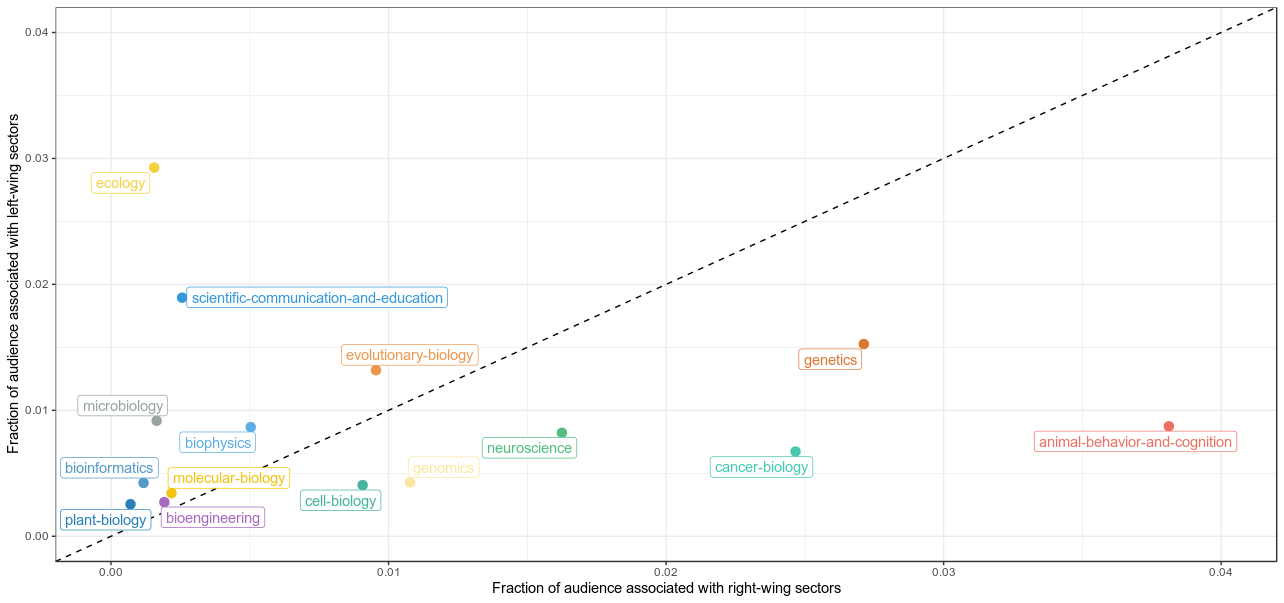 Fraction of audience associated with left-wing sectors
0.04
0.03
0.02
0.01
0.00
ecology
scientific-communication-and-education
evolutionary-biology
genetics
microbiology
biophysics
neuroscience
animal-behavior-and-cognition
bioinformatics
genomics
cancer-biology
molecular-biology
cell-biology
plant-biology
bioengineering
0.00
0.01
0.02
0.03
0.04
Fraction of audience associated with right-wing sectors